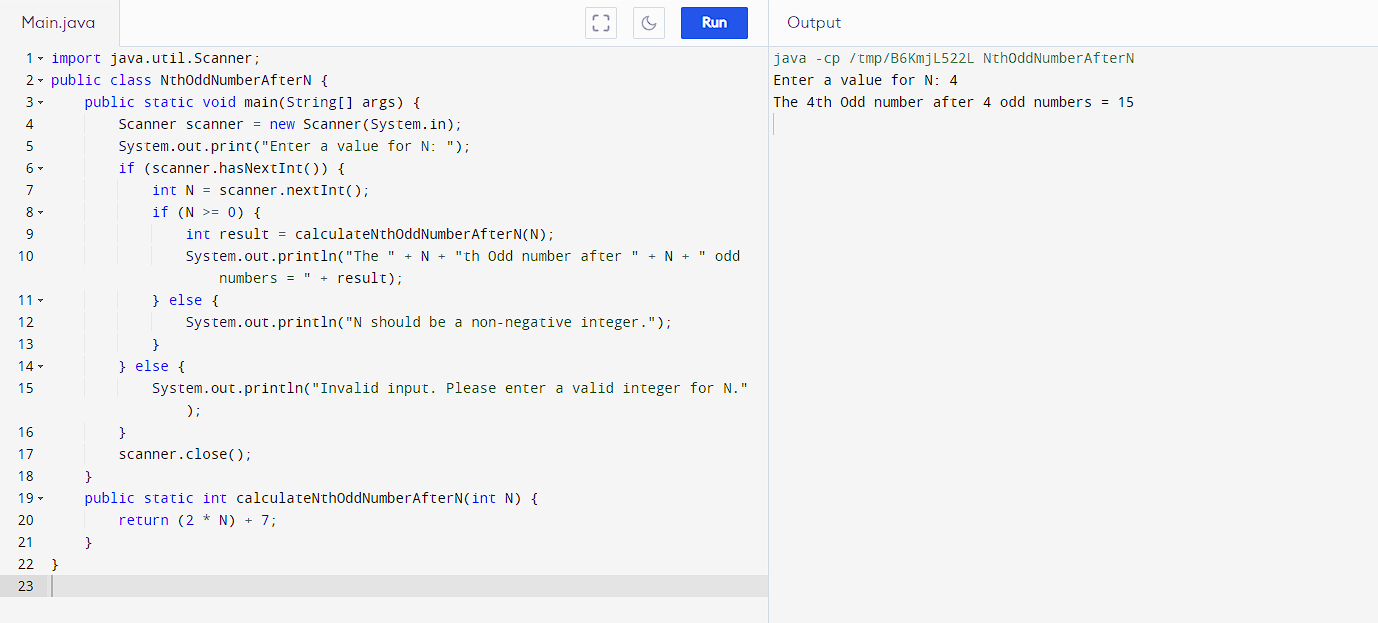 Main.java
Run
Output
1 import java.util.Scanner;
2 public class NthOddNumberAfterN {
3 public static void main(String[] args) {
4 Scanner scanner = new Scanner(System.in);
5 System.out.print("Enter a value for N: ");
6 if (scanner.hasNextInt()) {
7 int N = scanner.nextInt();
8 if (N >= 0) {
9 int result = calculateNthOddNumberAfterN(N);
10 System.out.println("The " + N + "th Odd number after " + N + " odd
numbers = " + result);
11 } else {
12 System.out.println("N should be a non-negative integer.");
13 }
14 } else {
15 System.out.println("Invalid input. Please enter a valid integer for N."
);
16 }
17 scanner.close();
18 }
19 public static int calculateNthOddNumberAfterN(int N) {
20 return (2 * N) + 7;
21 }
22 }
23
java -cp /tmp/B6KmjL522L NthOddNumberAfterN
Enter a value for N: 4
The 4th Odd number after 4 odd numbers = 15